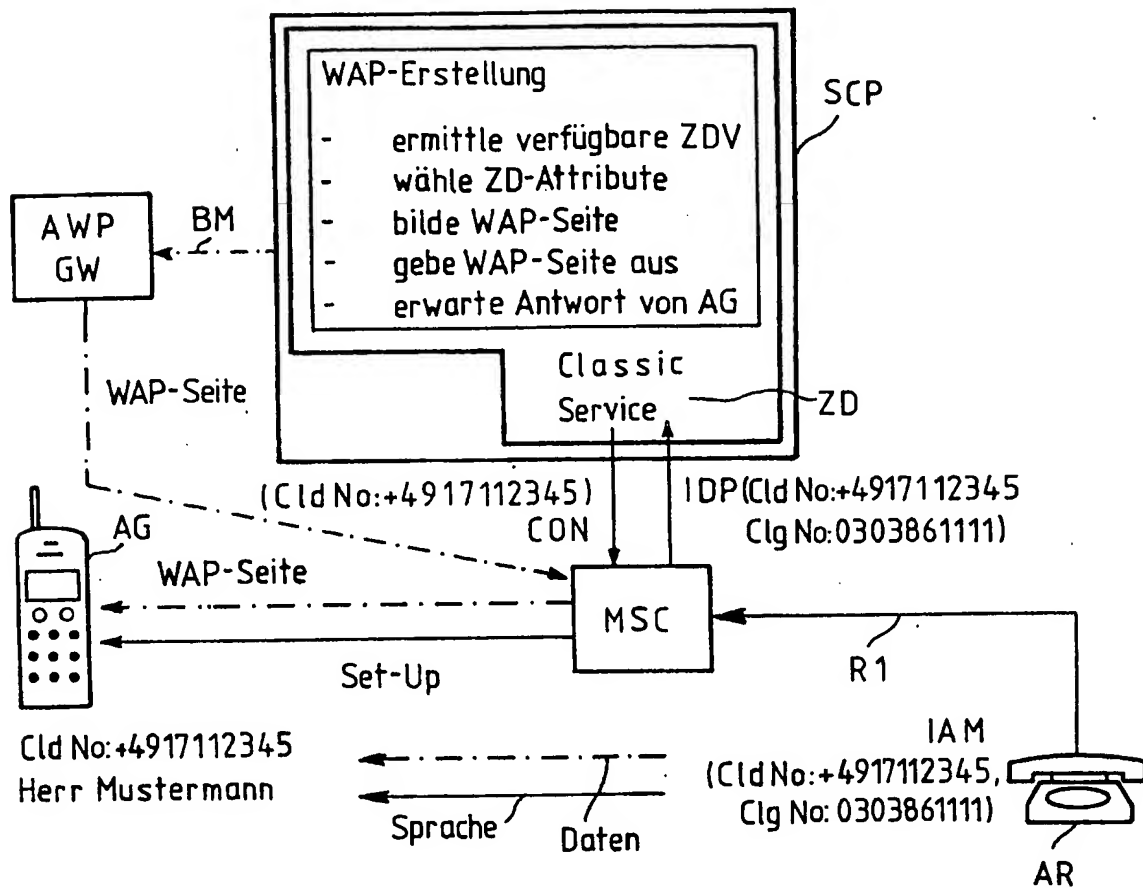 WAP-Erstellung
- ermittle verfügbare ZDV
- wähle ZD-Attribute
- bilde WAP-Seite
- gebe WAP-Seite aus
- erwarte Antwort von AG
SCP
AWP
GW
BM
Classic
Service
ZD
WAP-Seite
(Cld No:+4917112345)
CON
IDP(Cld No:+4917112345
Clg No:0303861111)
AG
WAP-Seite
MSC
Set-Up
R1
Cld No:+4917112345
Herr Mustermann
IAM
(Cld No:+4917112345,
Clg No:0303861111)
Sprache
Daten
AR